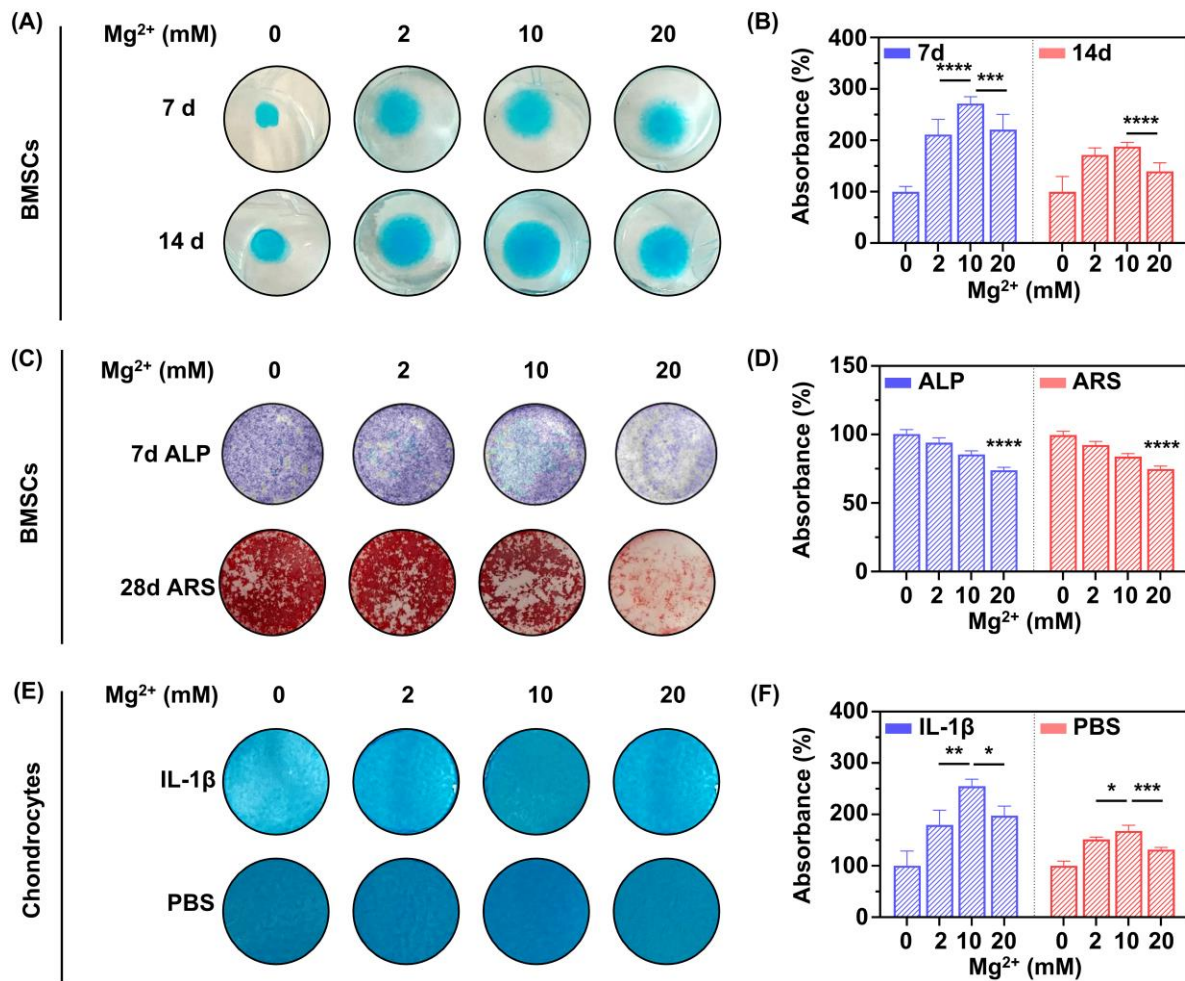 (A)
Mg²⁺ (mM) 0 2 10 20
7 d
14 d
BMSCs
(B)
400
300
200
100
0
Absorbance (%)
7d 14d
**** ***
****
0 2 10 20 0 2 10 20
Mg²⁺ (mM)
(C)
Mg²⁺ (mM) 0 2 10 20
7d ALP
28d ARS
BMSCs
(D)
150
100
50
0
Absorbance (%)
ALP ARS
**** ****
0 2 10 20 0 2 10 20
(E)
Mg²⁺ (mM) 0 2 10 20
IL-1β
PBS
Chondrocytes
(F)
400
300
200
100
0
Absorbance (%)
IL-1β PBS
** *
* ***
0 2 10 20 0 2 10 20
Mg²⁺ (mM)